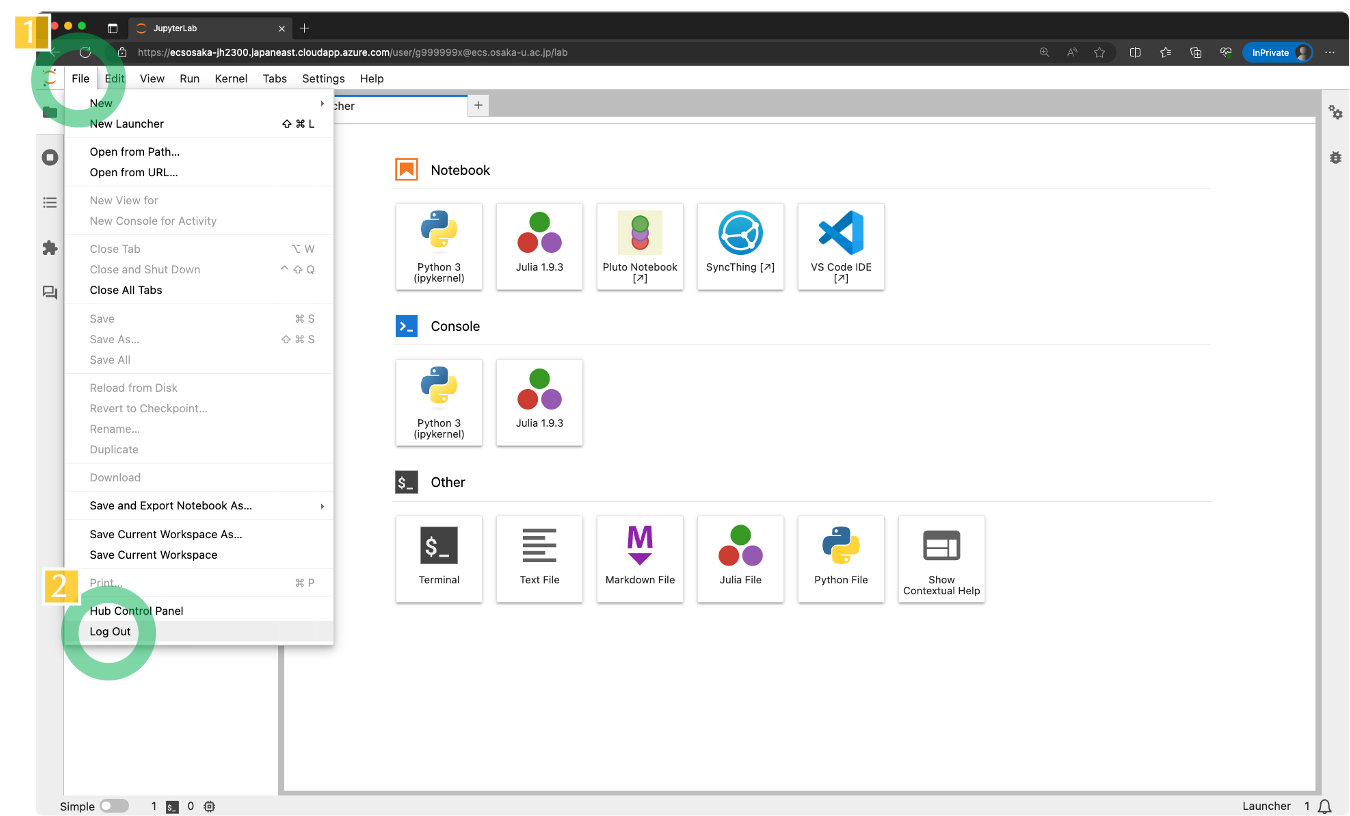 1
JupyterLab
https://ecsosaka-jh2300.japaneast.cloudapp.azure.com/user/g999999x@ecs.osaka-u.ac.jp/lab
InPrivate
File Edit View Run Kernel Tabs Settings Help
New
cher
New Launcher ⇧ ⌘ L
Open from Path...
Open from URL...
New View for
New Console for Activity
Close Tab ⌥ W
Close and Shut Down ^ ⇧ Q
Close All Tabs
Save ⌘ S
Save As... ⇧ ⌘ S
Save All
Reload from Disk
Revert to Checkpoint...
Rename...
Duplicate
Download
Save and Export Notebook As...
Save Current Workspace As...
Save Current Workspace
2
Print... ⌘ P
Hub Control Panel
Log Out
Notebook
Python 3
(ipykernel)
Julia 1.9.3
Pluto Notebook
[↗]
SyncThing [↗]
VS Code IDE
[↗]
Console
Python 3
(ipykernel)
Julia 1.9.3
$_ Other
$_
Terminal
Text File
M
Markdown File
Julia File
Python File
Show
Contextual Help
Simple 1 $_ 0
Launcher 1